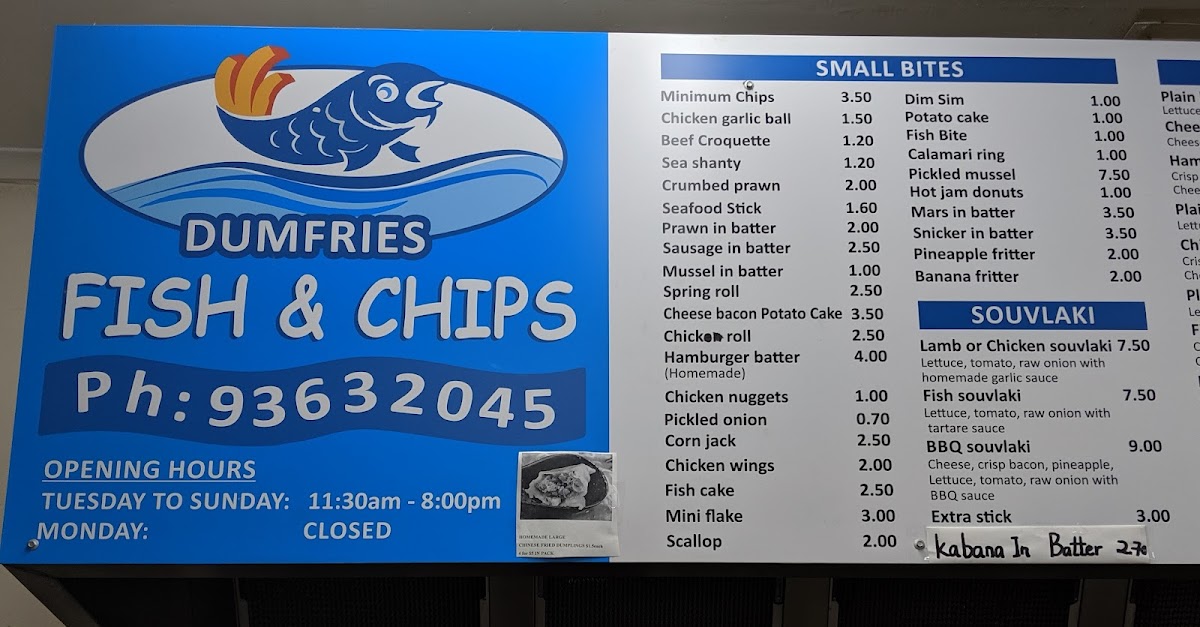 DUMFRIES
FISH & CHIPS
Ph: 93632045
OPENING HOURS
TUESDAY TO SUNDAY: 11:30am - 8:00pm
MONDAY: CLOSED
HOMEMADE LARGE
CHINESE FRIED DUMPLINGS
SMALL BITES
Minimum Chips 3.50
Chicken garlic ball 1.50
Beef Croquette 1.20
Sea shanty 1.20
Crumbed prawn 2.00
Seafood Stick 1.60
Prawn in batter 2.00
Sausage in batter 2.50
Mussel in batter 1.00
Spring roll 2.50
Cheese bacon Potato Cake 3.50
Chicken roll 2.50
Hamburger batter 4.00
(Homemade)
Chicken nuggets 1.00
Pickled onion 0.70
Corn jack 2.50
Chicken wings 2.00
Fish cake 2.50
Mini flake 3.00
Scallop 2.00
Dim Sim 1.00
Potato cake 1.00
Fish Bite 1.00
Calamari ring 1.00
Pickled mussel 7.50
Hot jam donuts 1.00
Mars in batter 3.50
Snicker in batter 3.50
Pineapple fritter 2.00
Banana fritter 2.00
SOUVLAKI
Lamb or Chicken souvlaki 7.50
Lettuce, tomato, raw onion with
homemade garlic sauce
Fish souvlaki 7.50
Lettuce, tomato, raw onion with
tartare sauce
BBQ souvlaki 9.00
Cheese, crisp bacon, pineapple,
Lettuce, tomato, raw onion with
BBQ sauce
Extra stick 3.00
Kabana In Batter 2.70
Plain
Lettuce